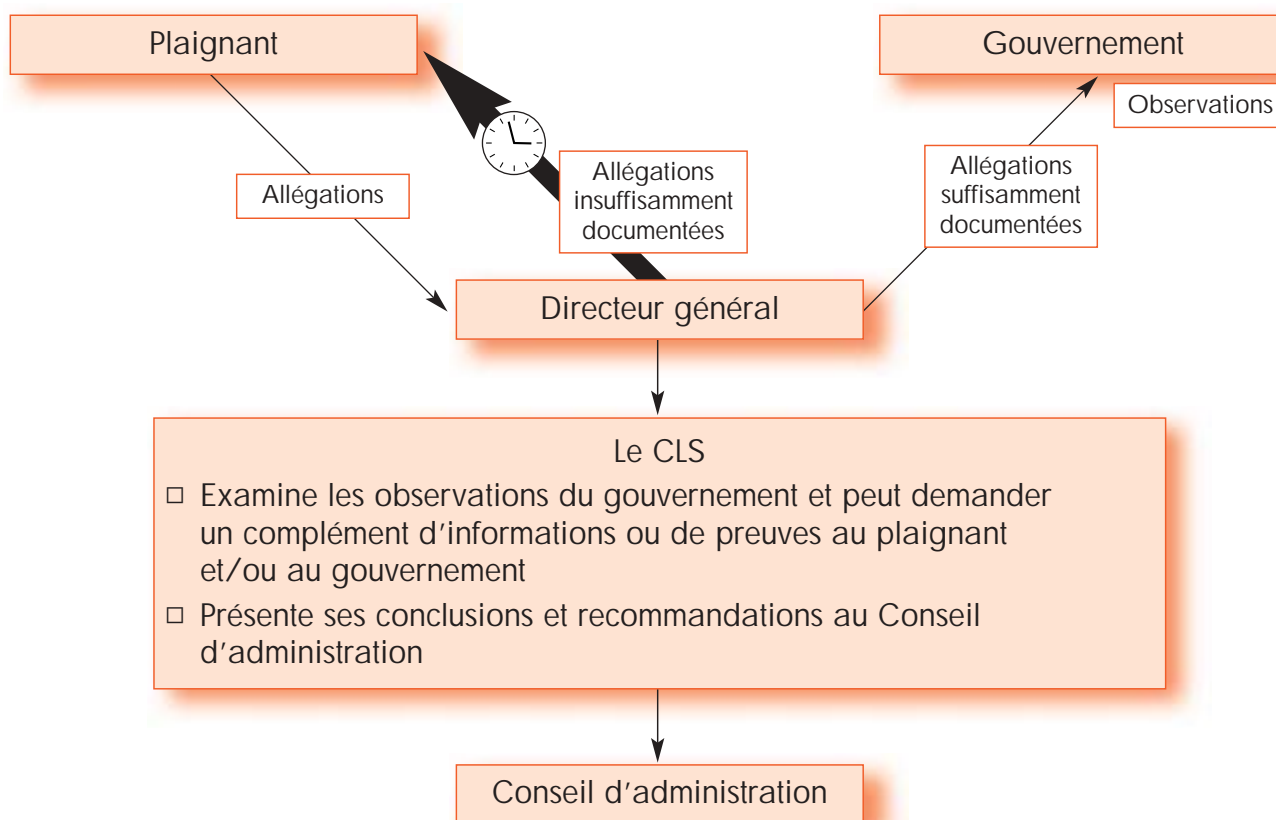 Plaignant
Gouvernement
Observations
Allégations
Allégations
insuffisamment
documentées
Allégations
suffisamment
documentées
Directeur général
Le CLS
□ Examine les observations du gouvernement et peut demander
un complément d’informations ou de preuves au plaignant
et/ou au gouvernement
□ Présente ses conclusions et recommandations au Conseil
d’administration
Conseil d’administration